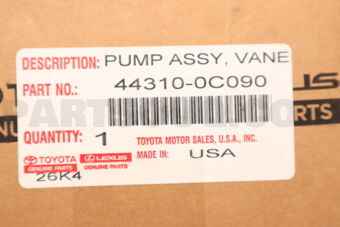 DESCRIPTION: PUMP ASSY, VANE
PART NO.: 44310-0C090
QUANTITY: 1 TOYOTA MOTOR SALES, U.S.A., INC.
MADE IN: USA
TOYOTA LEXUS
GENUINE PARTS GENUINE PARTS
26K4